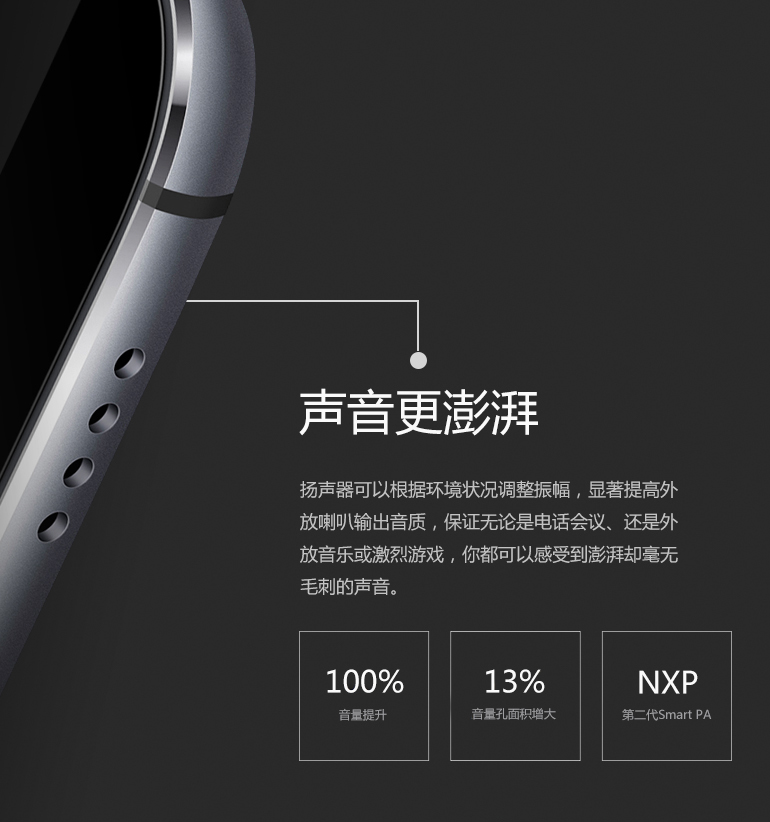 声音更澎湃
扬声器可以根据环境状况调整振幅，显著提高外
放喇叭输出音质，保证无论是电话会议、还是外
放音乐或激烈游戏，你都可以感受到澎湃却毫无
毛刺的声音。
100%
音量提升
13%
音量孔面积增大
NXP
第二代Smart PA